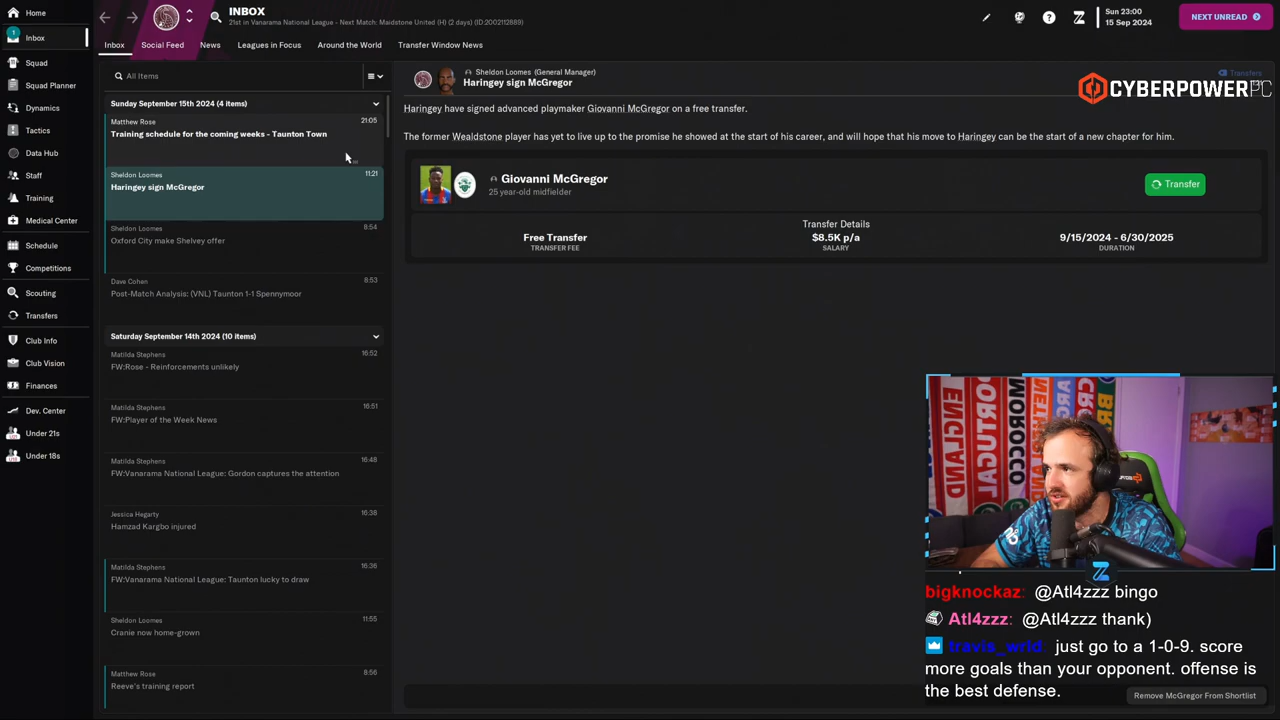 Home
Inbox
1
Squad
Squad Planner
Dynamics
Tactics
Data Hub
Staff
Training
Medical Center
Schedule
Competitions
Scouting
Transfers
Club Info
Club Vision
Finances
Dev. Center
Under 21s
Under 18s
INBOX
21st in Vanarama National League - Next Match: Maidstone United (H) (2 days) (ID:2002112889)
Sun 23:00
15 Sep 2024
NEXT UNREAD
Inbox
Social Feed
News
Leagues in Focus
Around the World
Transfer Window News
All Items
Sunday September 15th 2024 (4 items)
Matthew Rose
21:05
Training schedule for the coming weeks - Taunton Town
Sheldon Loomes
11:21
Haringey sign McGregor
Sheldon Loomes
8:54
Oxford City make Shelvey offer
Dave Cohen
8:53
Post-Match Analysis: (VNL) Taunton 1-1 Spennymoor
Saturday September 14th 2024 (10 items)
Matilda Stephens
16:52
FW:Rose - Reinforcements unlikely
Matilda Stephens
16:51
FW:Player of the Week News
Matilda Stephens
16:48
FW:Vanarama National League: Gordon captures the attention
Jessica Hegarty
16:38
Hamzad Kargbo injured
Matilda Stephens
16:36
FW:Vanarama National League: Taunton lucky to draw
Sheldon Loomes
11:55
Cranie now home-grown
Matthew Rose
8:56
Reeve's training report
Sheldon Loomes (General Manager)
Haringey sign McGregor
Transfers
CYBERPOWERPC
Haringey have signed advanced playmaker Giovanni McGregor on a free transfer.
The former Wealdstone player has yet to live up to the promise he showed at the start of his career, and will hope that his move to Haringey can be the start of a new chapter for him.
Giovanni McGregor
25 year-old midfielder
Transfer
Transfer Details
Free Transfer
TRANSFER FEE
$8.5K p/a
SALARY
9/15/2024 - 6/30/2025
DURATION
ENGLAND
PORTUGAL
MOROCCO
bigknockaz: @Atl4zzz bingo
Atl4zzz: @Atl4zzz thank)
travis_wrld: just go to a 1-0-9. score
more goals than your opponent. offense is
the best defense.
Remove McGregor From Shortlist